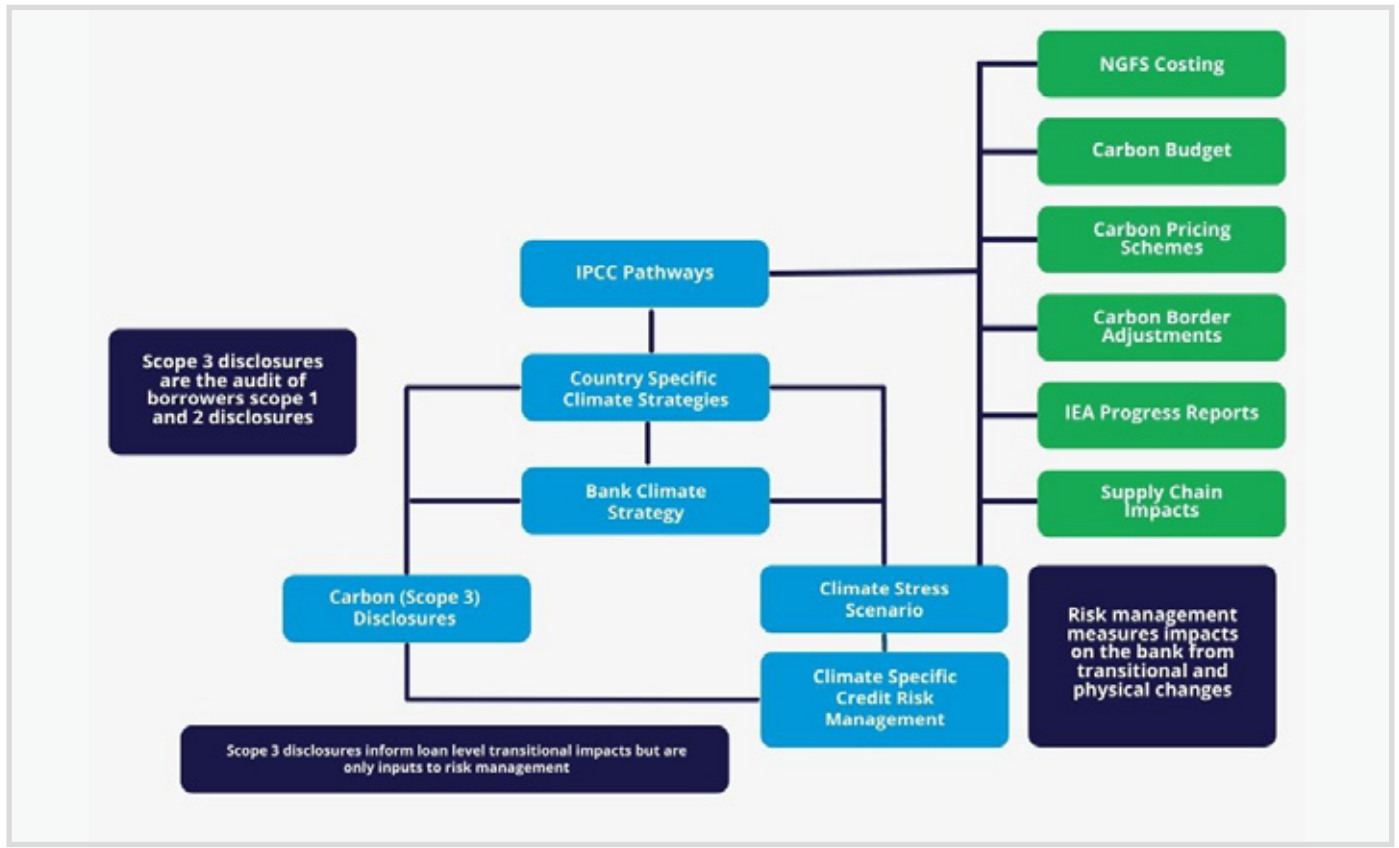 NGFS Costing
Carbon Budget
Carbon Pricing
Schemes
Carbon Border
Adjustments
IEA Progress Reports
Supply Chain
Impacts
IPCC Pathways
Country Specific
Climate Strategies
Bank Climate
Strategy
Scope 3 disclosures
are the audit of
borrowers scope 1
and 2 disclosures
Carbon (Scope 3)
Disclosures
Climate Stress
Scenario
Climate Specific
Credit Risk
Management
Risk management
measures impacts
on the bank from
transitional and
physical changes
Scope 3 disclosures inform loan level transitional impacts but are
only inputs to risk management